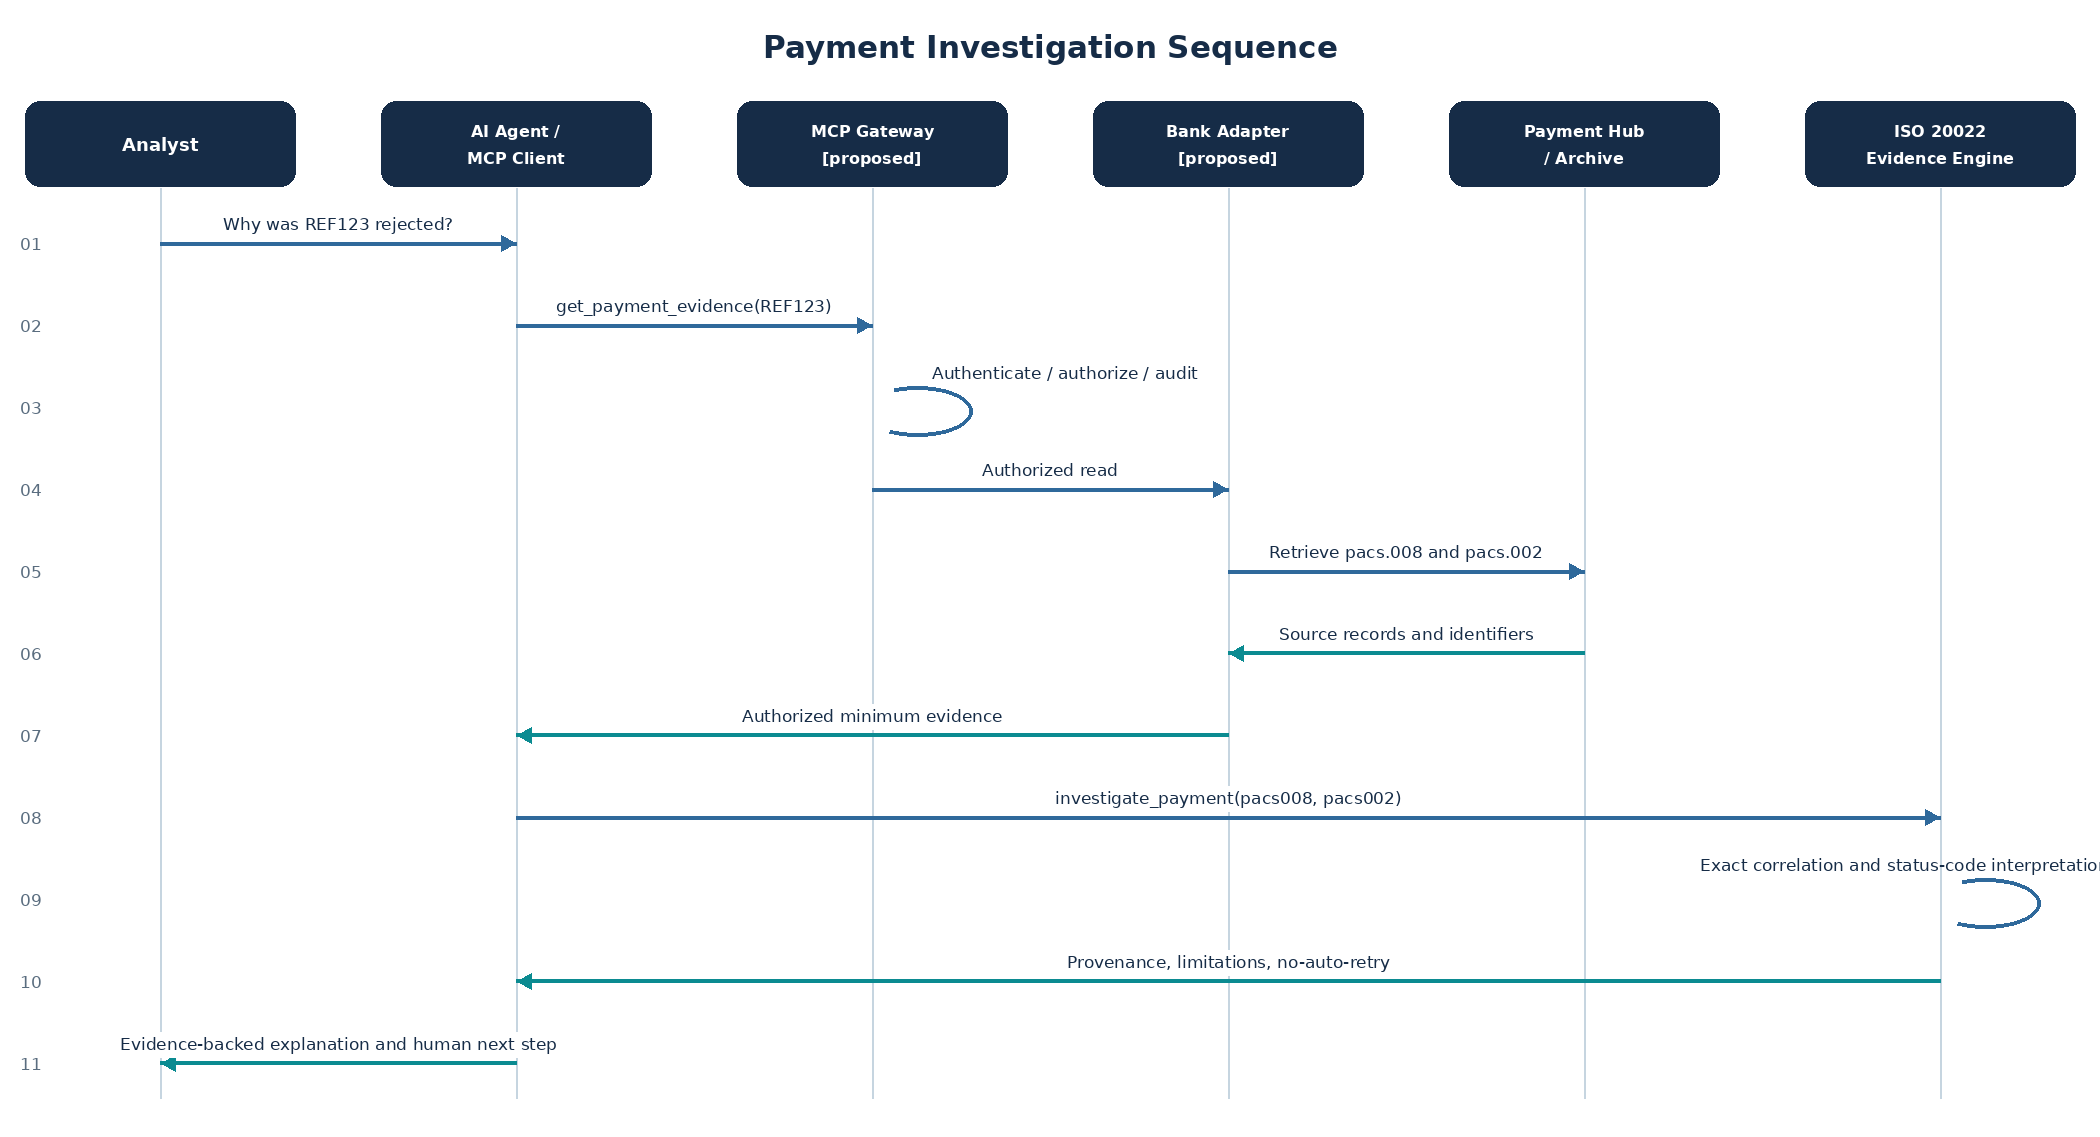 Payment Investigation Sequence
Analyst
AI Agent /
MCP Client
MCP Gateway
[proposed]
Bank Adapter
[proposed]
Payment Hub
/ Archive
ISO 20022
Evidence Engine
Why was REF123 rejected?
01
get_payment_evidence(REF123)
02
Authenticate / authorize / audit
03
Authorized read
04
Retrieve pacs.008 and pacs.002
05
Source records and identifiers
06
Authorized minimum evidence
07
investigate_payment(pacs008, pacs002)
08
Exact correlation and status-code interpretatio
09
Provenance, limitations, no-auto-retry
10
Evidence-backed explanation and human next step
11